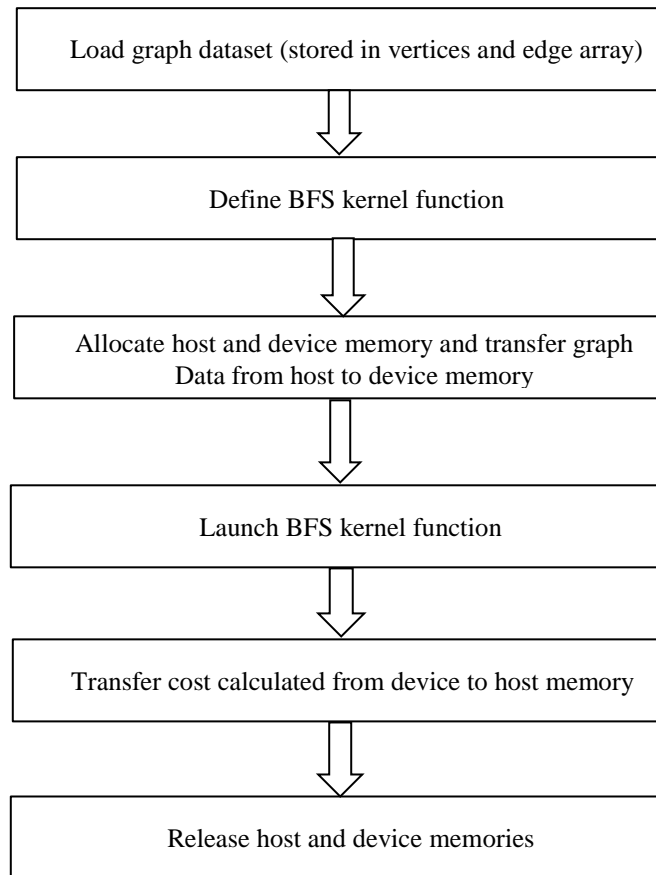 Load graph dataset (stored in vertices and edge array)
Define BFS kernel function
Allocate host and device memory and transfer graph
Data from host to device memory
Launch BFS kernel function
Transfer cost calculated from device to host memory
Release host and device memories